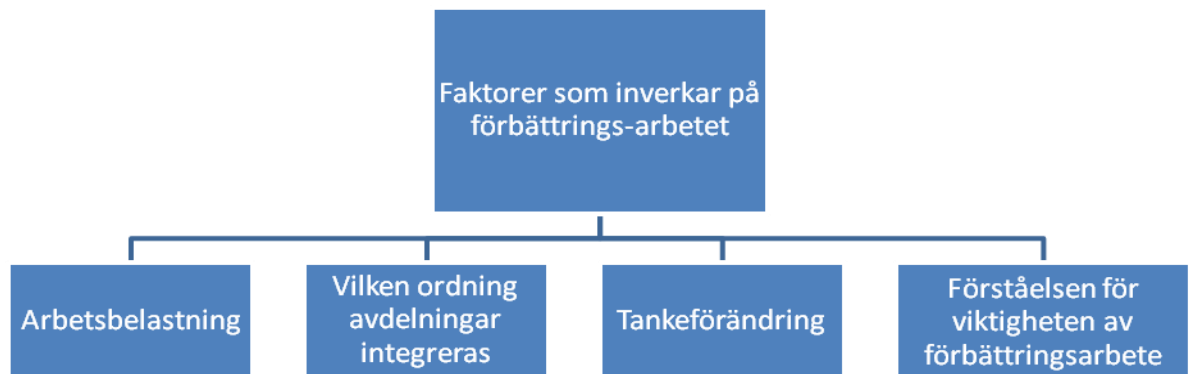 Faktorer som inverkar på
förbättrings-arbetet
Arbetsbelastning
Vilken ordning
avdelningar
integreras
Tankeförändring
Förståelsen för
viktigheten av
förbättringsarbete